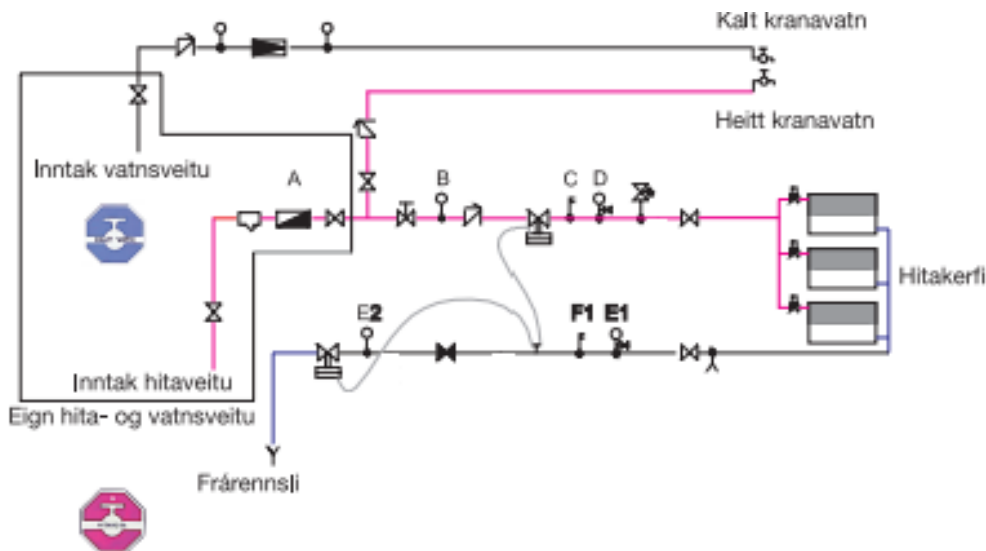 Kalt kranavatn
Heitt kranavatn
Inntak vatnsveitu
A
B
C
D
Hitakerfi
E2
F1
E1
Inntak hitaveitu
Eign hita- og vatnsveitu
Frárennsli